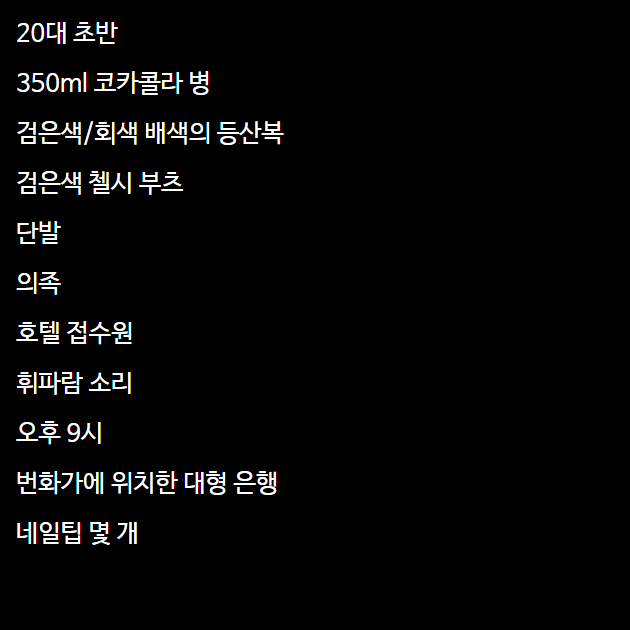 20대 초반
350ml 코카콜라 병
검은색/회색 배색의 등산복
검은색 첼시 부츠
단발
의족
호텔 접수원
휘파람 소리
오후 9시
번화가에 위치한 대형 은행
네일팁 몇 개